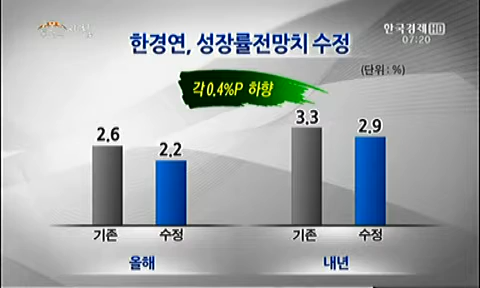 한국경제HD
07:20
한경연, 성장률전망치 수정
(단위 : %)
각 0.4%P 하향
2.6 2.2 3.3 2.9
기존 수정 기존 수정
올해 내년